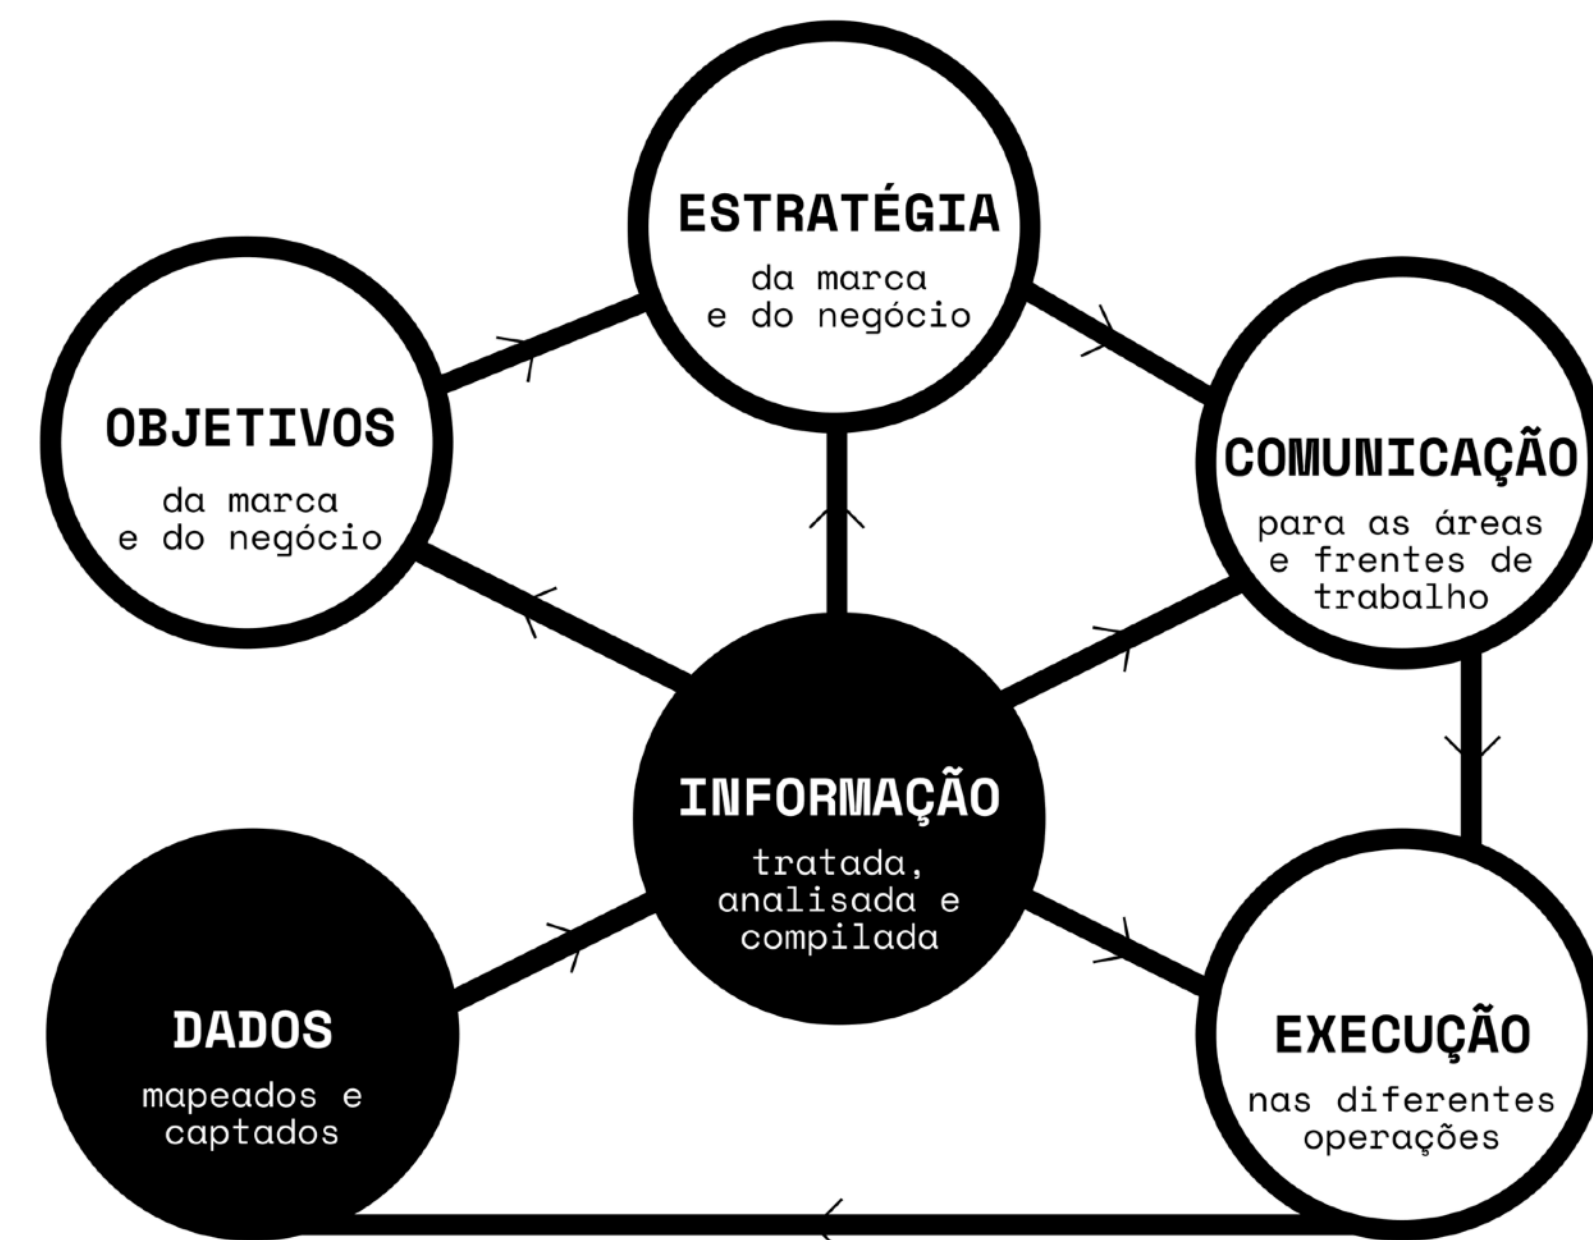 ESTRATÉGIA
da marca
e do negócio
OBJETIVOS
da marca
e do negócio
COMUNICAÇÃO
para as áreas
e frentes de
trabalho
INFORMAÇÃO
tratada,
analisada e
compilada
DADOS
mapeados e
captados
EXECUÇÃO
nas diferentes
operações